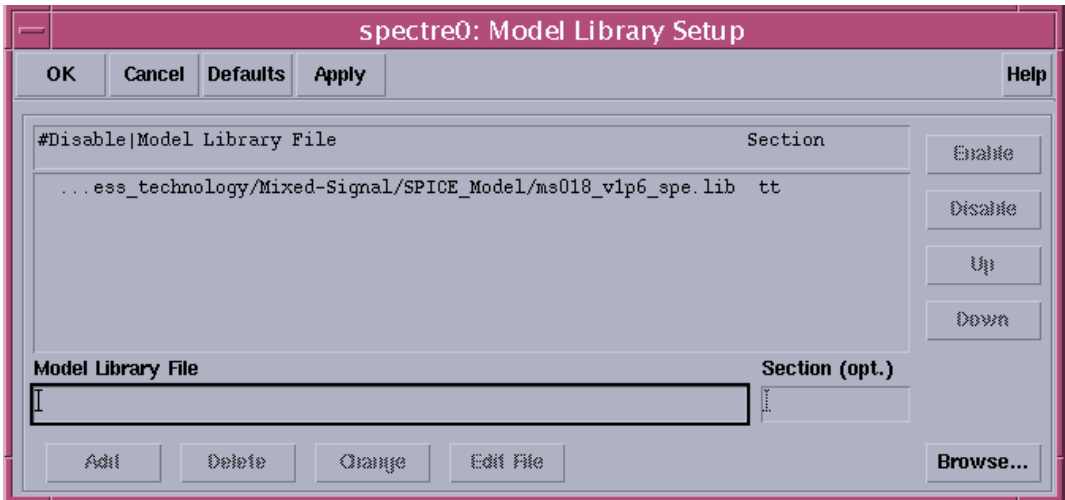 spectre0: Model Library Setup
OK Cancel Defaults Apply Help
#Disable|Model Library File Section
Enable
...ess_technology/Mixed-Signal/SPICE_Model/ms018_v1p6_spe.lib tt
Disable
Up
Down
Model Library File Section (opt.)
Add Delete Change Edit File Browse...